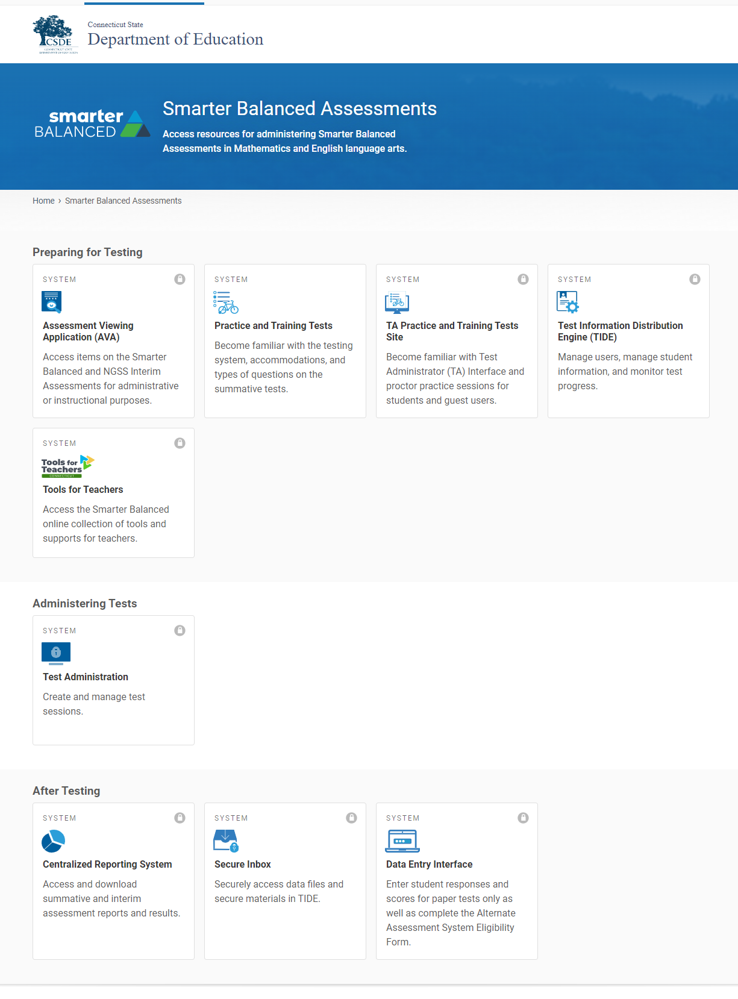 CSDE
CONNECTICUT STATE
DEPARTMENT OF EDUCATION
Connecticut State
Department of Education
smarter
BALANCED
Smarter Balanced Assessments
Access resources for administering Smarter Balanced
Assessments in Mathematics and English language arts.
Home › Smarter Balanced Assessments
Preparing for Testing
SYSTEM
Assessment Viewing
Application (AVA)
Access items on the Smarter
Balanced and NGSS Interim
Assessments for administrative
or instructional purposes.
SYSTEM
Practice and Training Tests
Become familiar with the testing
system, accommodations, and
types of questions on the
summative tests.
SYSTEM
TA Practice and Training Tests
Site
Become familiar with Test
Administrator (TA) Interface and
proctor practice sessions for
students and guest users.
SYSTEM
Test Information Distribution
Engine (TIDE)
Manage users, manage student
information, and monitor test
progress.
SYSTEM
Tools for
Teachers
CONNECTICUT
Tools for Teachers
Access the Smarter Balanced
online collection of tools and
supports for teachers.
Administering Tests
SYSTEM
Test Administration
Create and manage test
sessions.
After Testing
SYSTEM
Centralized Reporting System
Access and download
summative and interim
assessment reports and results.
SYSTEM
Secure Inbox
Securely access data files and
secure materials in TIDE.
SYSTEM
Data Entry Interface
Enter student responses and
scores for paper tests only as
well as complete the Alternate
Assessment System Eligibility
Form.